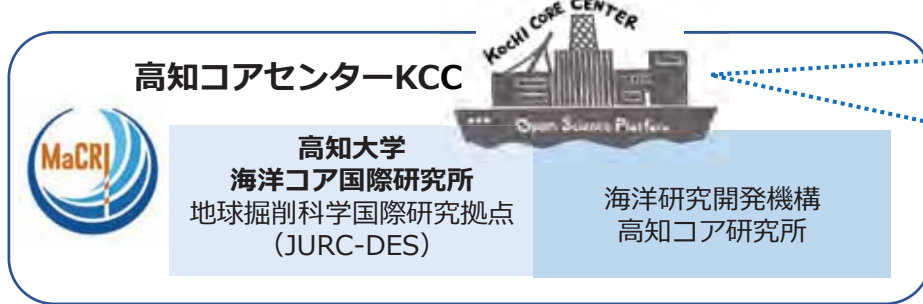 KOCHI CORE CENTER
高知コアセンターKCC
Open Science Platform
MaCRI
高知大学
海洋コア国際研究所
地球掘削科学国際研究拠点
（JURC-DES）
海洋研究開発機構
高知コア研究所